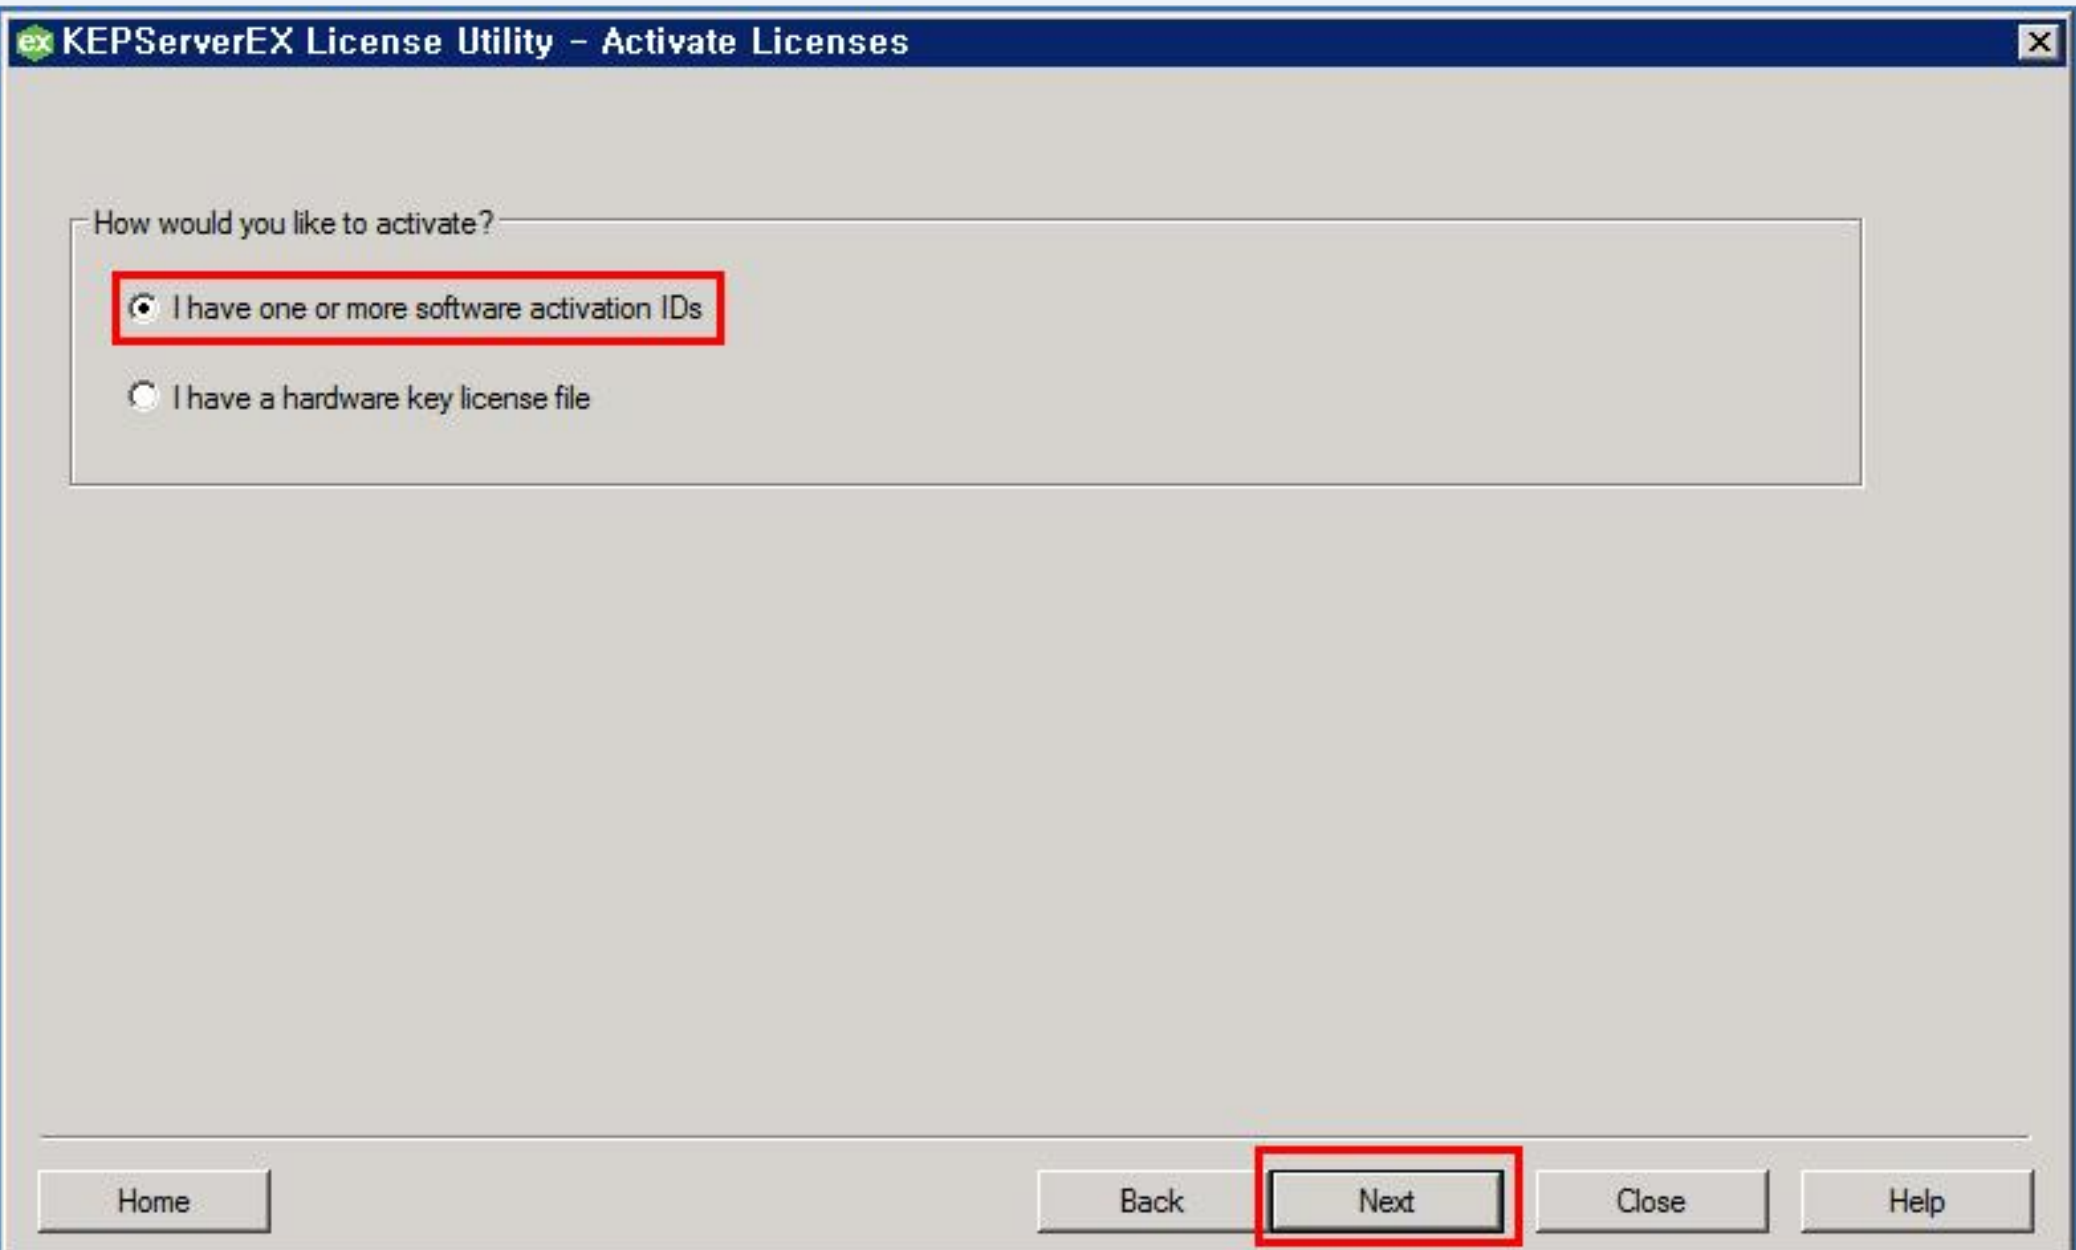 ex KEPServerEX License Utility - Activate Licenses
How would you like to activate?
I have one or more software activation IDs
I have a hardware key license file
Home Back Next Close Help